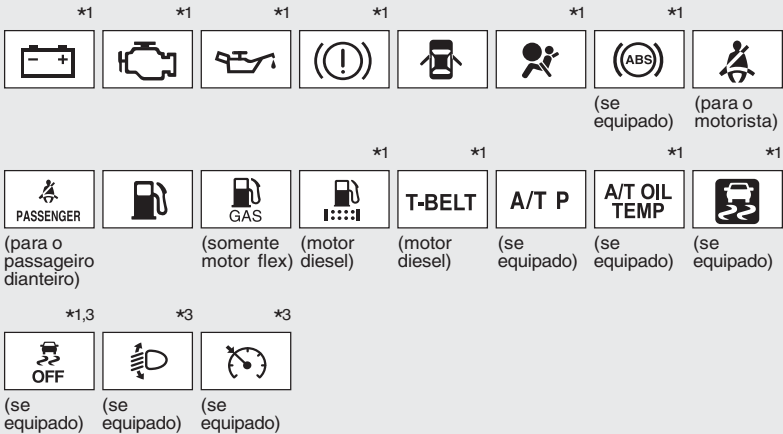 *1 *1 *1 *1 *1 *1
- +
(!)
(ABS)
(se
equipado)
(para o
motorista)
*1 *1 *1 *1
PASSENGER
GAS
T-BELT
A/T P
A/T OIL
TEMP
(para o
passageiro
dianteiro)
(somente
motor flex)
(motor
diesel)
(motor
diesel)
(se
equipado)
(se
equipado)
(se
equipado)
*1,3 *3 *3
OFF
(se
equipado)
(se
equipado)
(se
equipado)